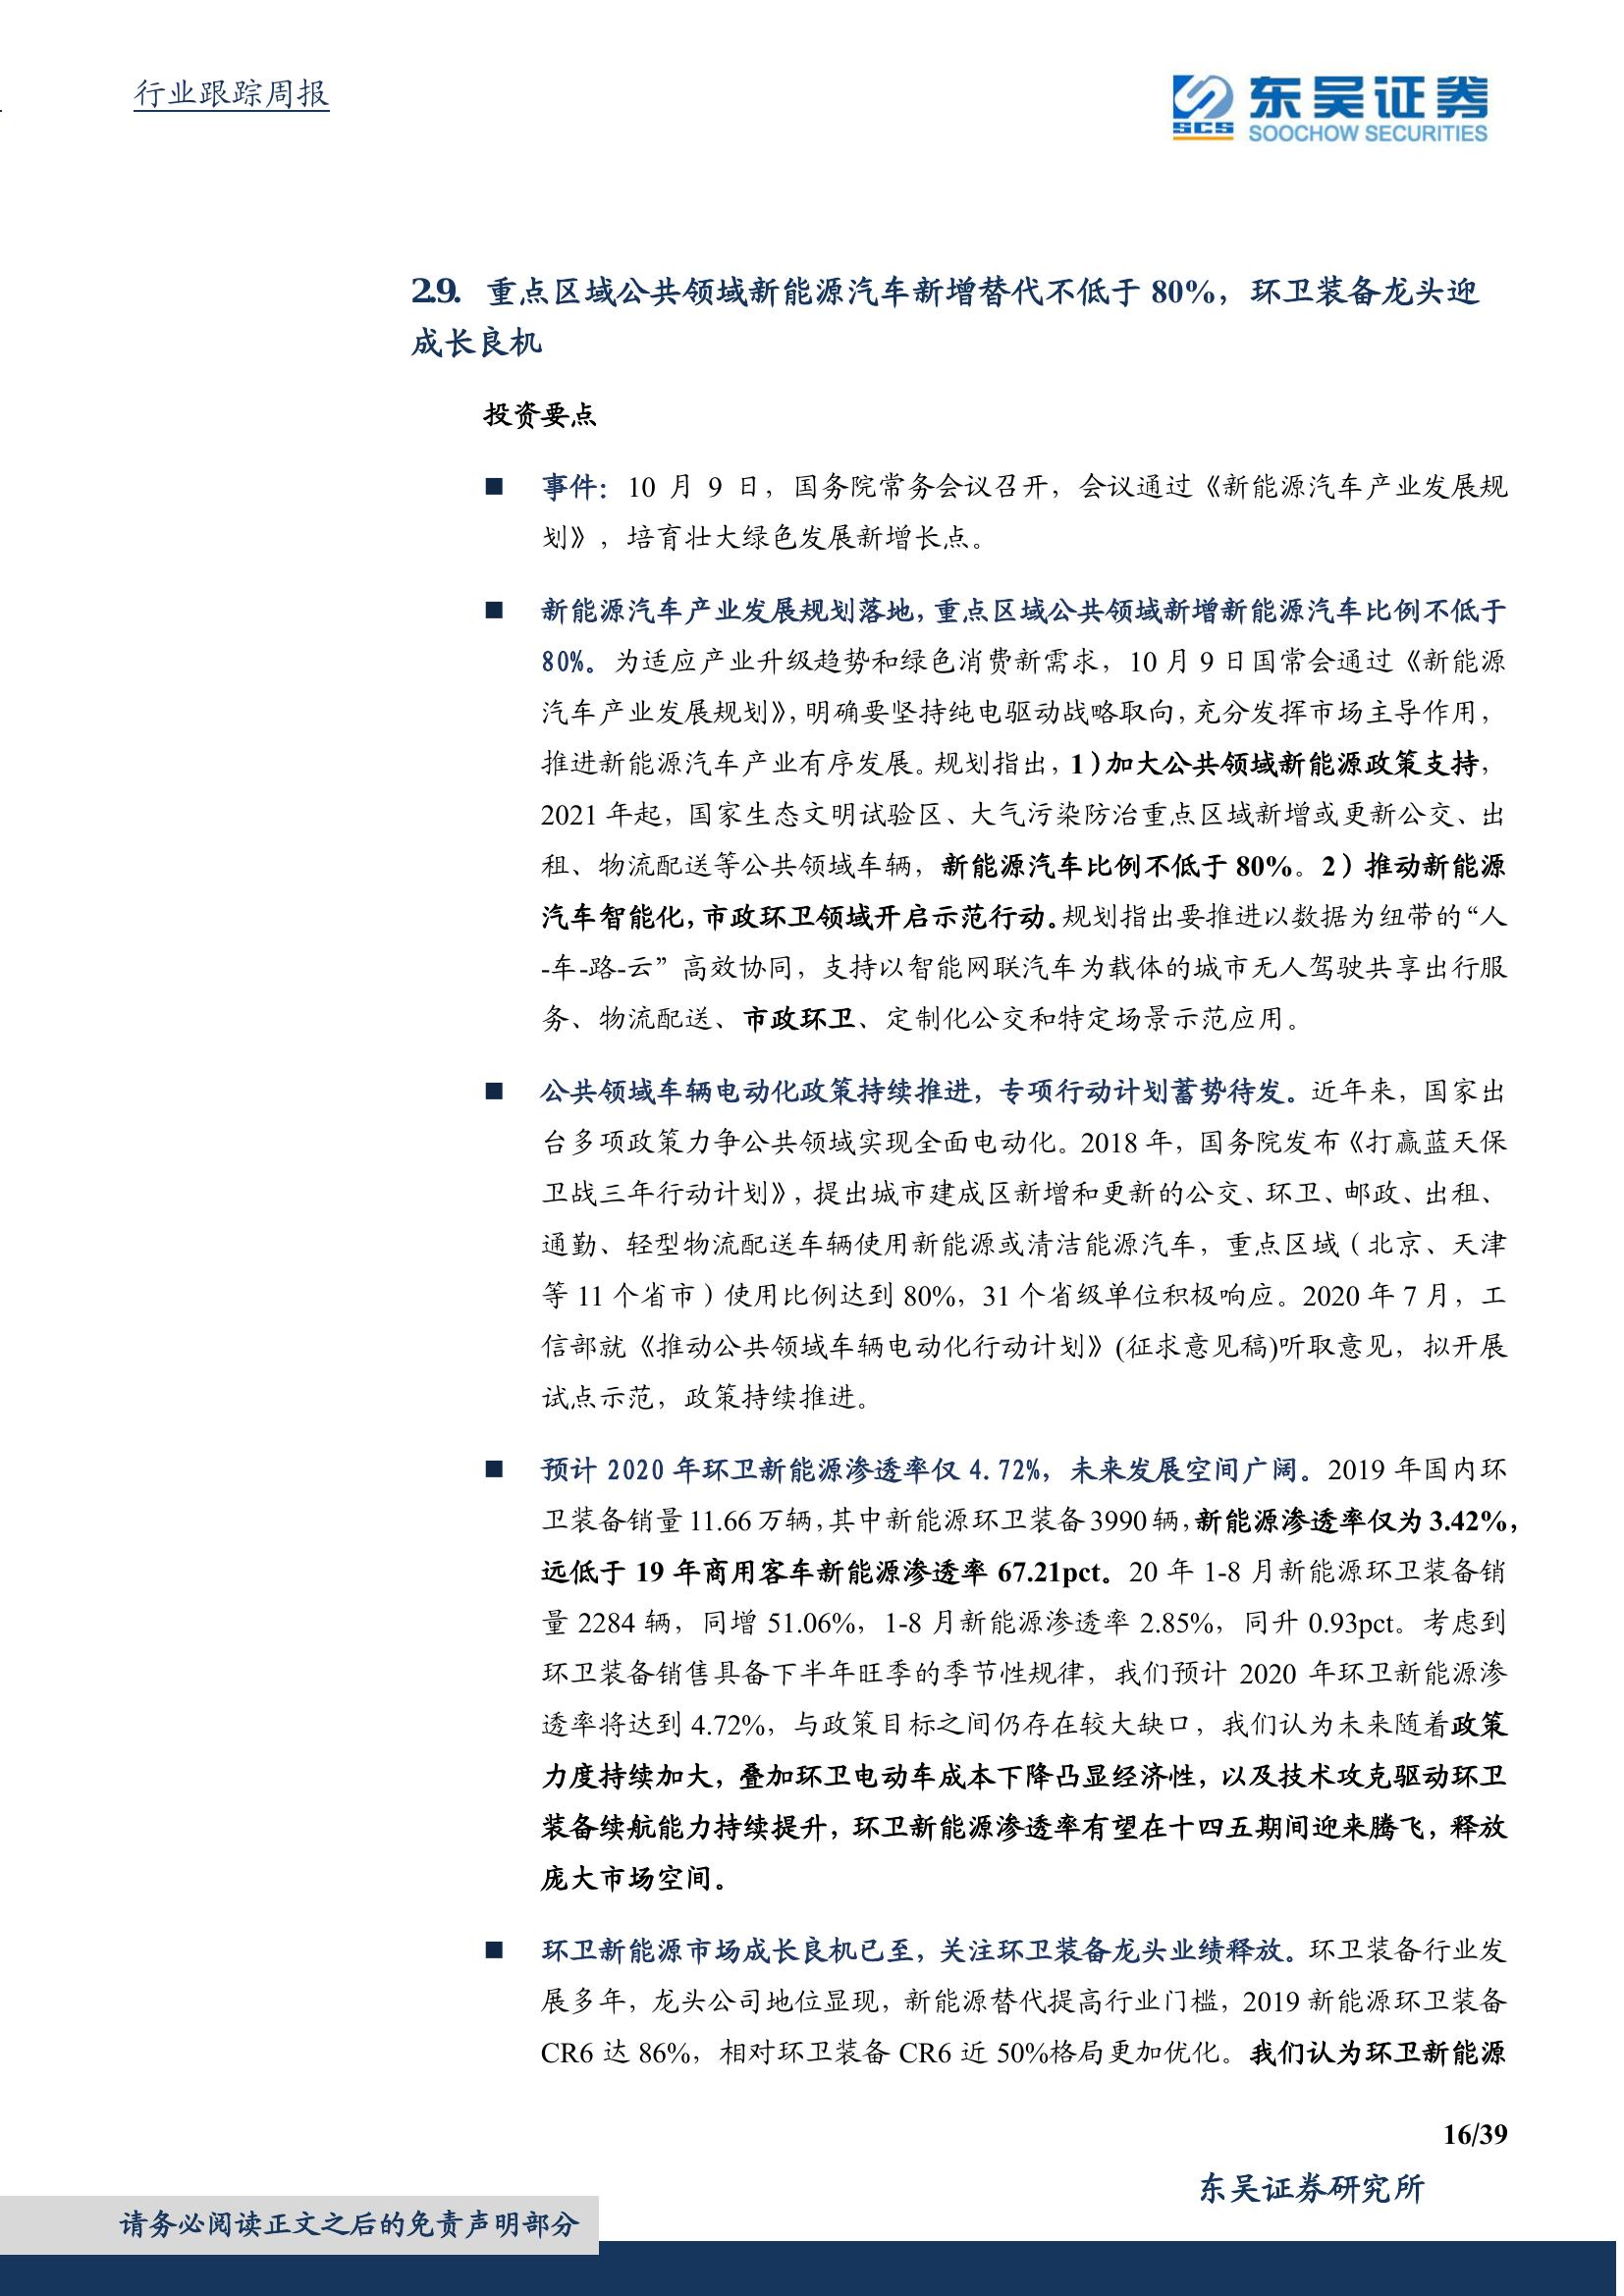 行业跟踪周报
东吴证券
SCS
SOOCHOW SECURITIES
2.9. 重点区域公共领域新能源汽车新增替代不低于 80%，环卫装备龙头迎
成长良机
投资要点
■ 事件：10 月 9 日，国务院常务会议召开，会议通过《新能源汽车产业发展规
划》，培育壮大绿色发展新增长点。
■ 新能源汽车产业发展规划落地，重点区域公共领域新增新能源汽车比例不低于
80%。为适应产业升级趋势和绿色消费新需求，10 月 9 日国常会通过《新能源
汽车产业发展规划》，明确要坚持纯电驱动战略取向，充分发挥市场主导作用，
推进新能源汽车产业有序发展。规划指出，1）加大公共领域新能源政策支持，
2021 年起，国家生态文明试验区、大气污染防治重点区域新增或更新公交、出
租、物流配送等公共领域车辆，新能源汽车比例不低于 80%。2）推动新能源
汽车智能化，市政环卫领域开启示范行动。规划指出要推进以数据为纽带的“人
-车-路-云”高效协同，支持以智能网联汽车为载体的城市无人驾驶共享出行服
务、物流配送、市政环卫、定制化公交和特定场景示范应用。
■ 公共领域车辆电动化政策持续推进，专项行动计划蓄势待发。近年来，国家出
台多项政策力争公共领域实现全面电动化。2018 年，国务院发布《打赢蓝天保
卫战三年行动计划》，提出城市建成区新增和更新的公交、环卫、邮政、出租、
通勤、轻型物流配送车辆使用新能源或清洁能源汽车，重点区域（北京、天津
等 11 个省市）使用比例达到 80%，31 个省级单位积极响应。2020 年 7 月，工
信部就《推动公共领域车辆电动化行动计划》(征求意见稿)听取意见，拟开展
试点示范，政策持续推进。
■ 预计 2020 年环卫新能源渗透率仅 4.72%，未来发展空间广阔。2019 年国内环
卫装备销量 11.66 万辆，其中新能源环卫装备 3990 辆，新能源渗透率仅为 3.42%，
远低于 19 年商用客车新能源渗透率 67.21pct。20 年 1-8 月新能源环卫装备销
量 2284 辆，同增 51.06%，1-8 月新能源渗透率 2.85%，同升 0.93pct。考虑到
环卫装备销售具备下半年旺季的季节性规律，我们预计 2020 年环卫新能源渗
透率将达到 4.72%，与政策目标之间仍存在较大缺口，我们认为未来随着政策
力度持续加大，叠加环卫电动车成本下降凸显经济性，以及技术攻克驱动环卫
装备续航能力持续提升，环卫新能源渗透率有望在十四五期间迎来腾飞，释放
庞大市场空间。
■ 环卫新能源市场成长良机已至，关注环卫装备龙头业绩释放。环卫装备行业发
展多年，龙头公司地位显现，新能源替代提高行业门槛，2019 新能源环卫装备
CR6 达 86%，相对环卫装备 CR6 近 50%格局更加优化。我们认为环卫新能源
16/39
东吴证券研究所
请务必阅读正文之后的免责声明部分